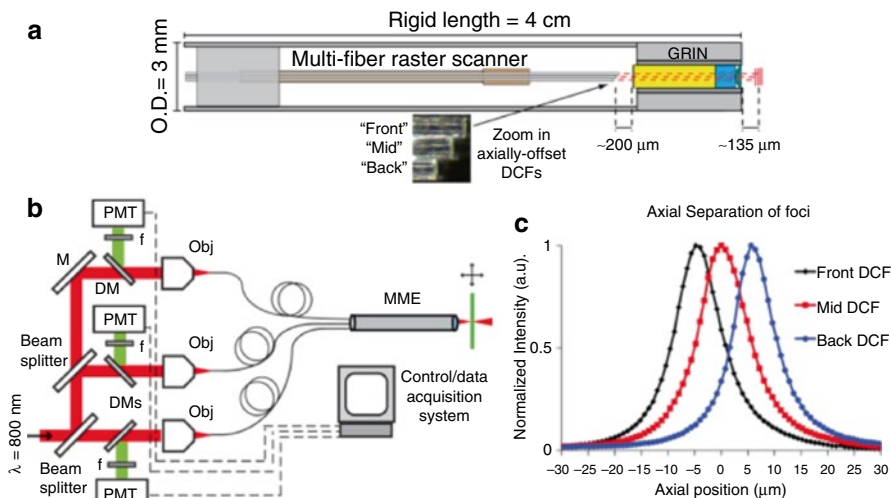 a
Rigid length = 4 cm
O.D.= 3 mm
Multi-fiber raster scanner
GRIN
“Front”
“Mid”
“Back”
Zoom in
axially-offset
DCFs
~200 μm
~135 μm
b
PMT
f
M
DM
Obj
PMT
f
Beam
splitter
DMs
Obj
MME
Obj
Control/data
acquisition
system
λ = 800 nm
Beam
splitter
f
PMT
c
Axial Separation of foci
Normalized Intensity (a.u.)
1
0.5
0
Front DCF
Mid DCF
Back DCF
−30 −25 −20 −15 −10 −5 0 5 10 15 20 25 30
Axial position (μm)